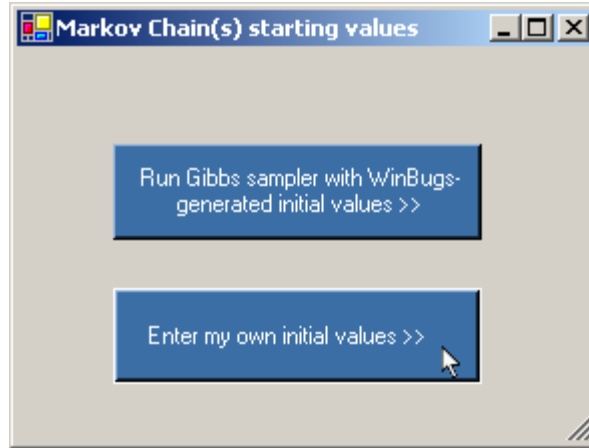 Markov Chain(s) starting values
Run Gibbs sampler with WinBugs-
generated initial values >>
Enter my own initial values >>